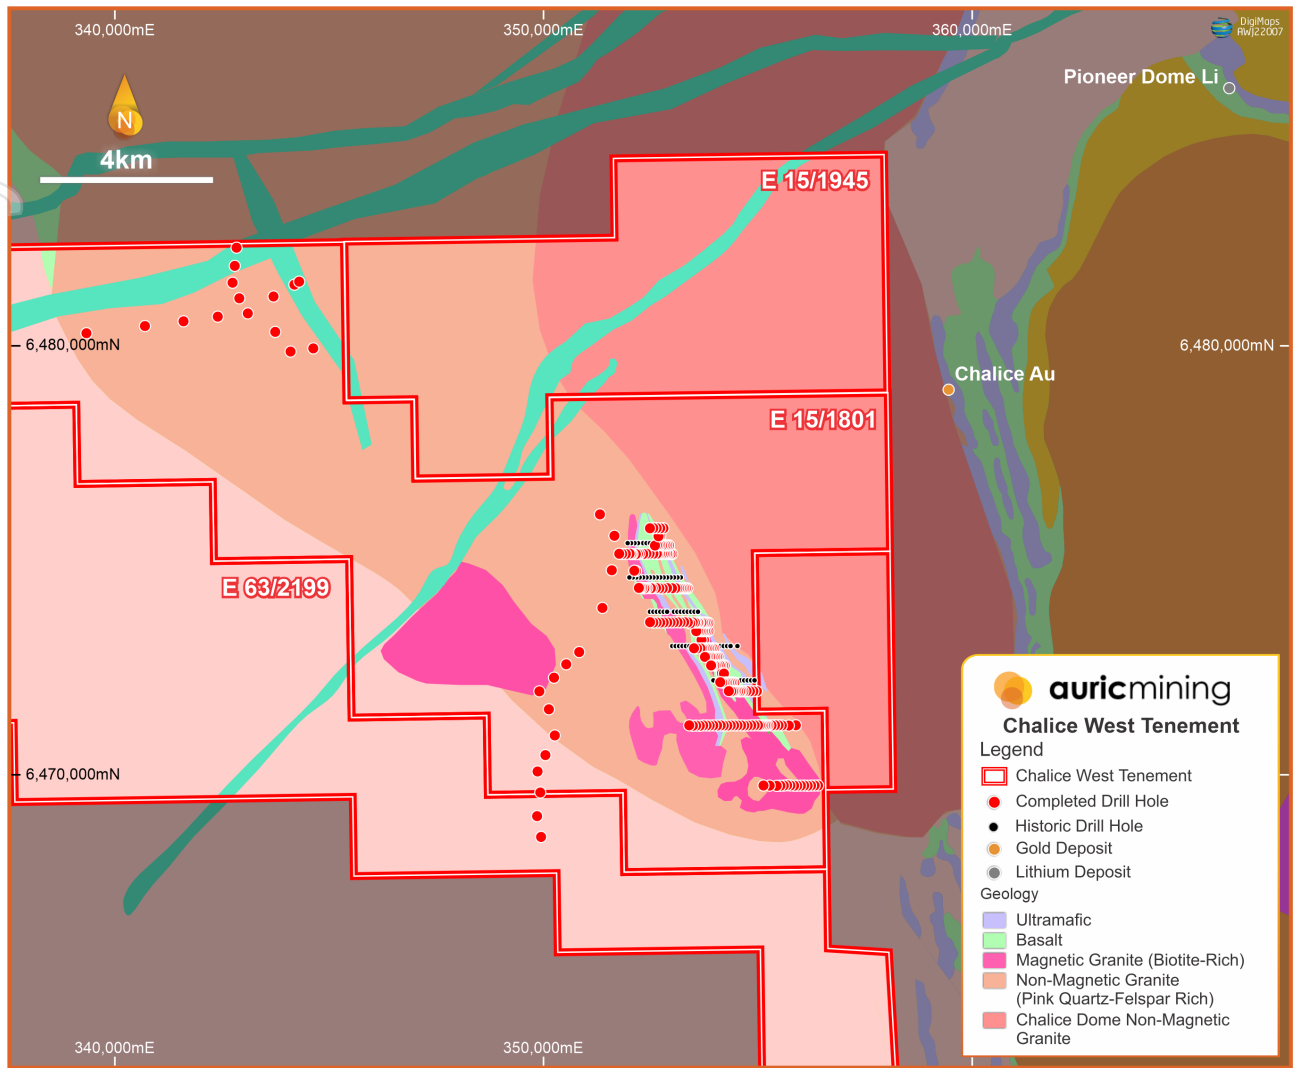 340,000mE
350,000mE
360,000mE
DigiMaps
RWJ22007
Pioneer Dome Li
N
4km
E 15/1945
6,480,000mN
6,480,000mN
Chalice Au
E 15/1801
E 63/2199
6,470,000mN
auricmining
Chalice West Tenement
Legend
Chalice West Tenement
Completed Drill Hole
Historic Drill Hole
Gold Deposit
Lithium Deposit
Geology
Ultramafic
Basalt
Magnetic Granite (Biotite-Rich)
Non-Magnetic Granite
(Pink Quartz-Felspar Rich)
Chalice Dome Non-Magnetic
Granite
340,000mE
350,000mE